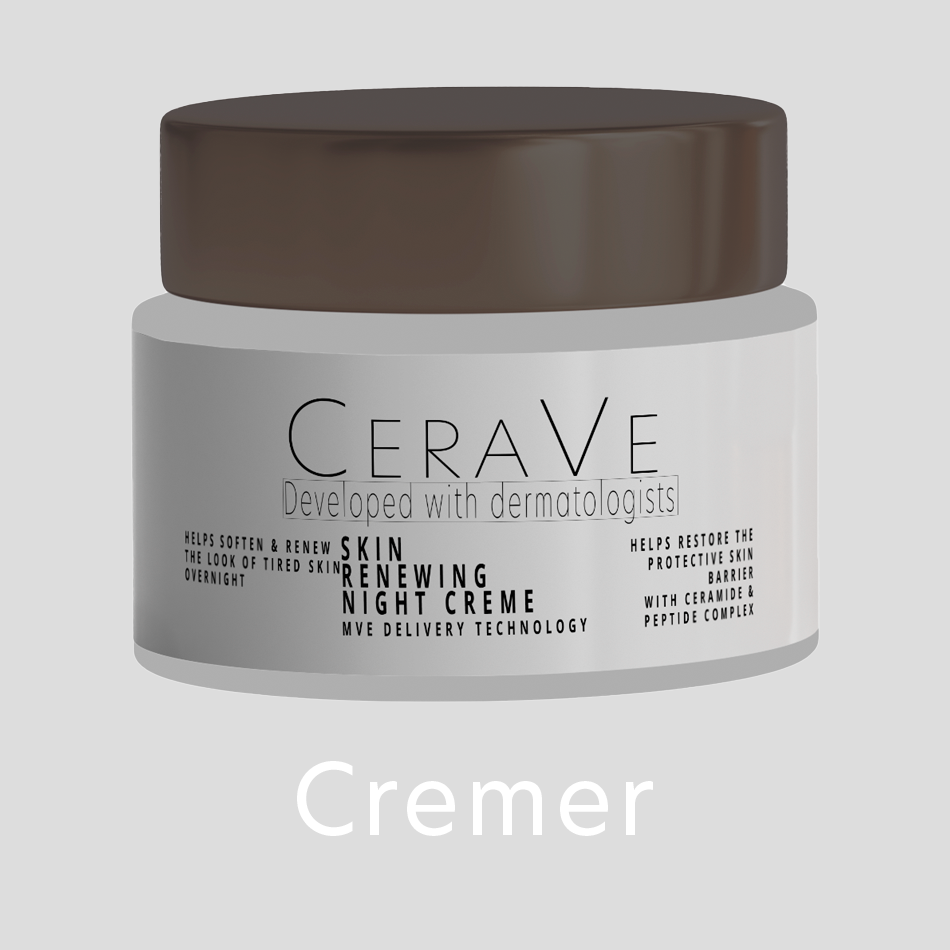 CERAVE
Developed with dermatologists
HELPS SOFTEN & RENEW
THE LOOK OF TIRED SKIN
OVERNIGHT
SKIN
RENEWING
NIGHT CREME
MVE DELIVERY TECHNOLOGY
HELPS RESTORE THE
PROTECTIVE SKIN
BARRIER
WITH CERAMIDE &
PEPTIDE COMPLEX
Cremer